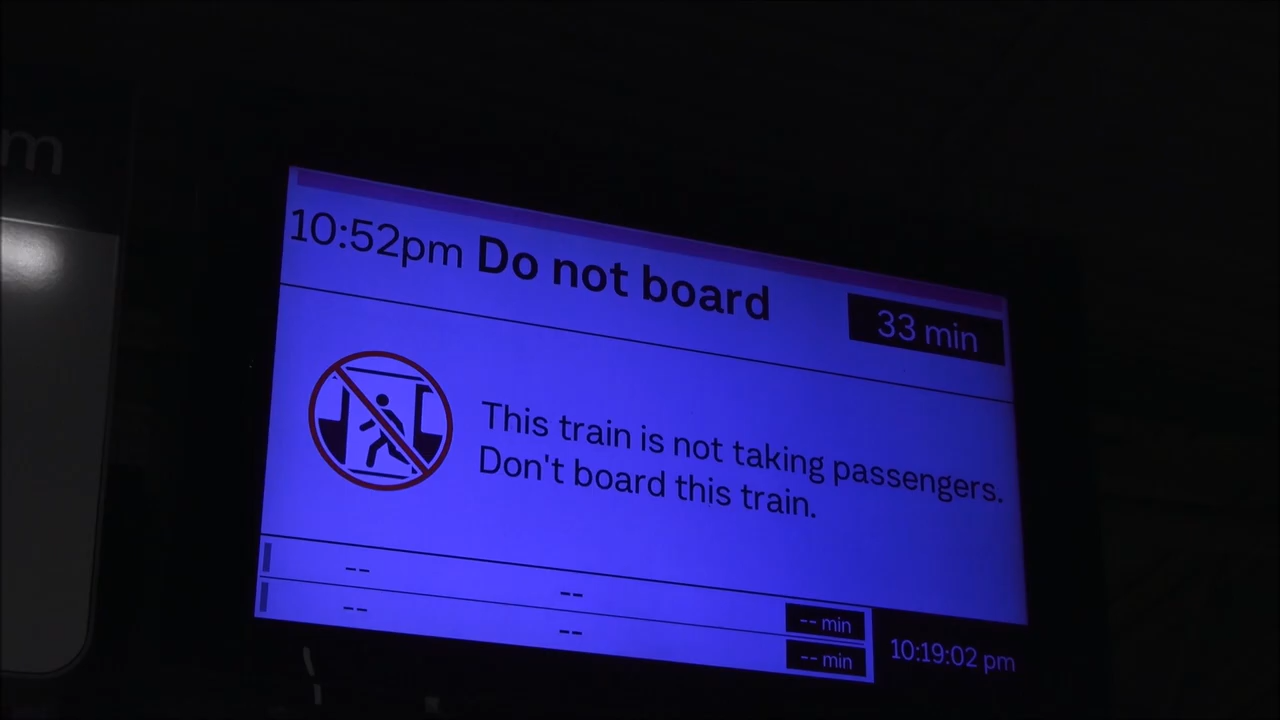 m
10:52pm Do not board
33 min
This train is not taking passengers.
Don't board this train.
-- -- -- min
-- -- -- min
10:19:02 pm